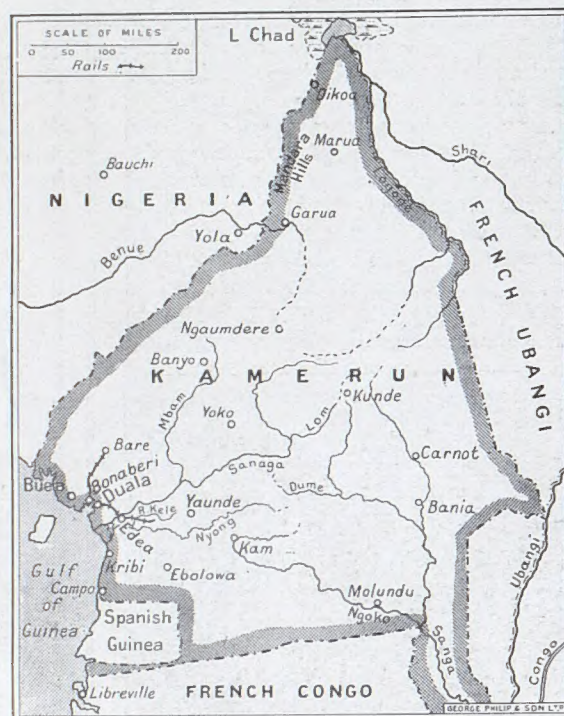 SCALE OF MILES
0 50 100 200
Rails
L Chad
Dikoa
Marua
Mandara
Hills
Shari
Bauchi
NIGERIA
Garua
Yola
Benue
Logone
FRENCH UBANGI
Ngaumdere
Banyo
KAMERUN
Kunde
Mbam
Yoko
Lom
Bare
Carnot
Sanaga
Buea
Bonaberi
Duala
Dume
R. Kele
Yaunde
Bania
Edea
Nyong
Kam
Kribi
Ebolowa
Ubangi
Gulf
of
Guinea
Campo
Molundu
Ngoko
Spanish
Guinea
Sanga
Congo
Libreville
FRENCH CONGO
GEORGE PHILIP & SON LTD